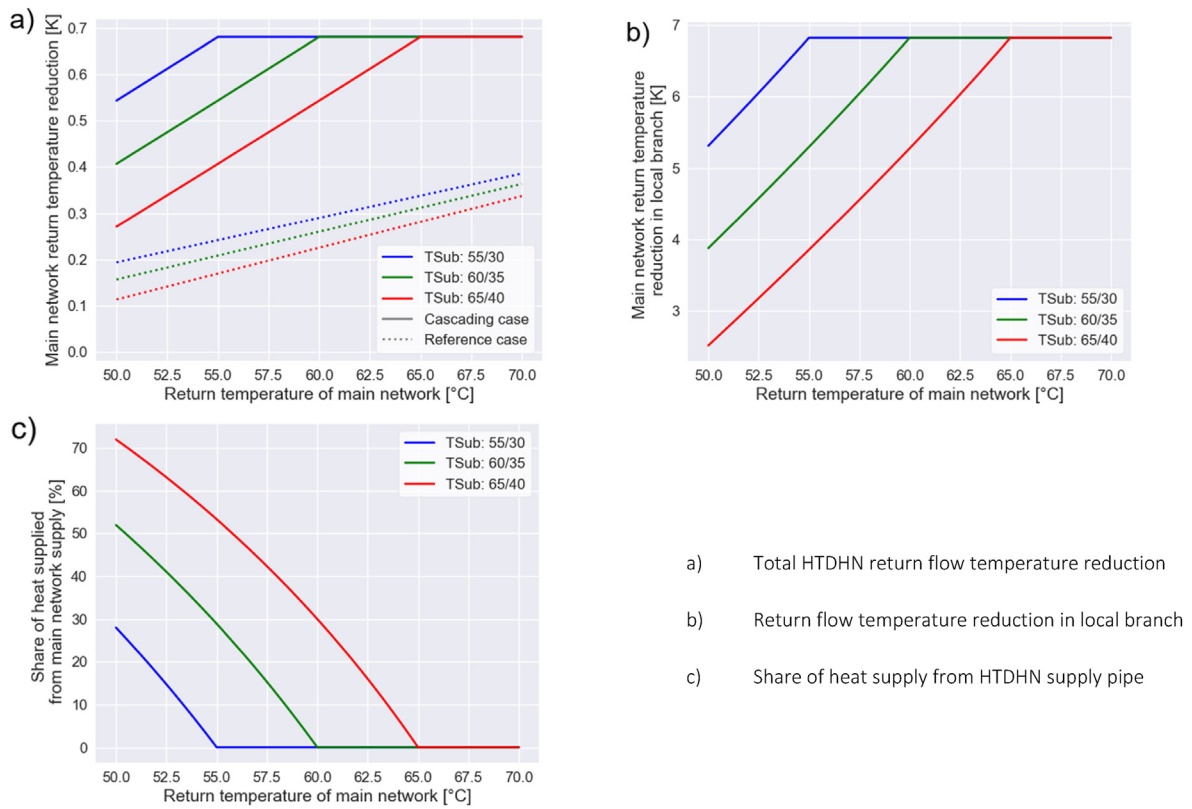 a)
Main network return temperature reduction [K]
0.7
0.6
0.5
0.4
0.3
0.2
0.1
0.0
TSub: 55/30
TSub: 60/35
TSub: 65/40
Cascading case
Reference case
50.0 52.5 55.0 57.5 60.0 62.5 65.0 67.5 70.0
Return temperature of main network [°C]
b)
Main network return temperature
reduction in local branch [K]
7
6
5
4
3
TSub: 55/30
TSub: 60/35
TSub: 65/40
50.0 52.5 55.0 57.5 60.0 62.5 65.0 67.5 70.0
Return temperature of main network [°C]
c)
Share of heat supplied
from main network supply [%]
70
60
50
40
30
20
10
0
TSub: 55/30
TSub: 60/35
TSub: 65/40
50.0 52.5 55.0 57.5 60.0 62.5 65.0 67.5 70.0
Return temperature of main network [°C]
a) Total HTDHN return flow temperature reduction
b) Return flow temperature reduction in local branch
c) Share of heat supply from HTDHN supply pipe